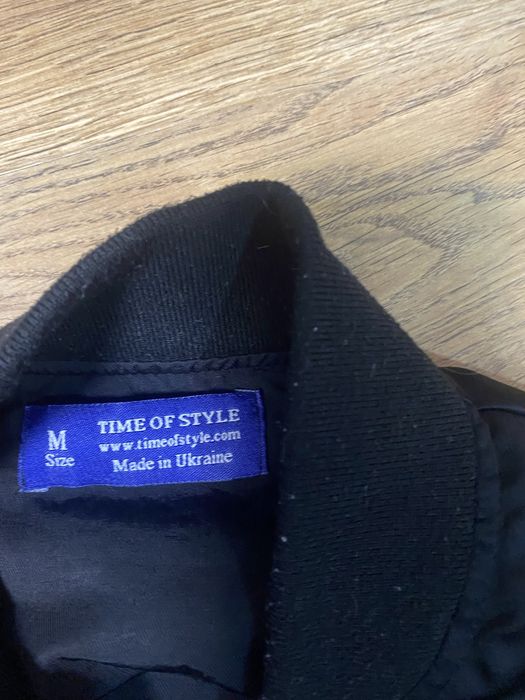 M
Size
TIME OF STYLE
www.timeofstyle.com
Made in Ukraine